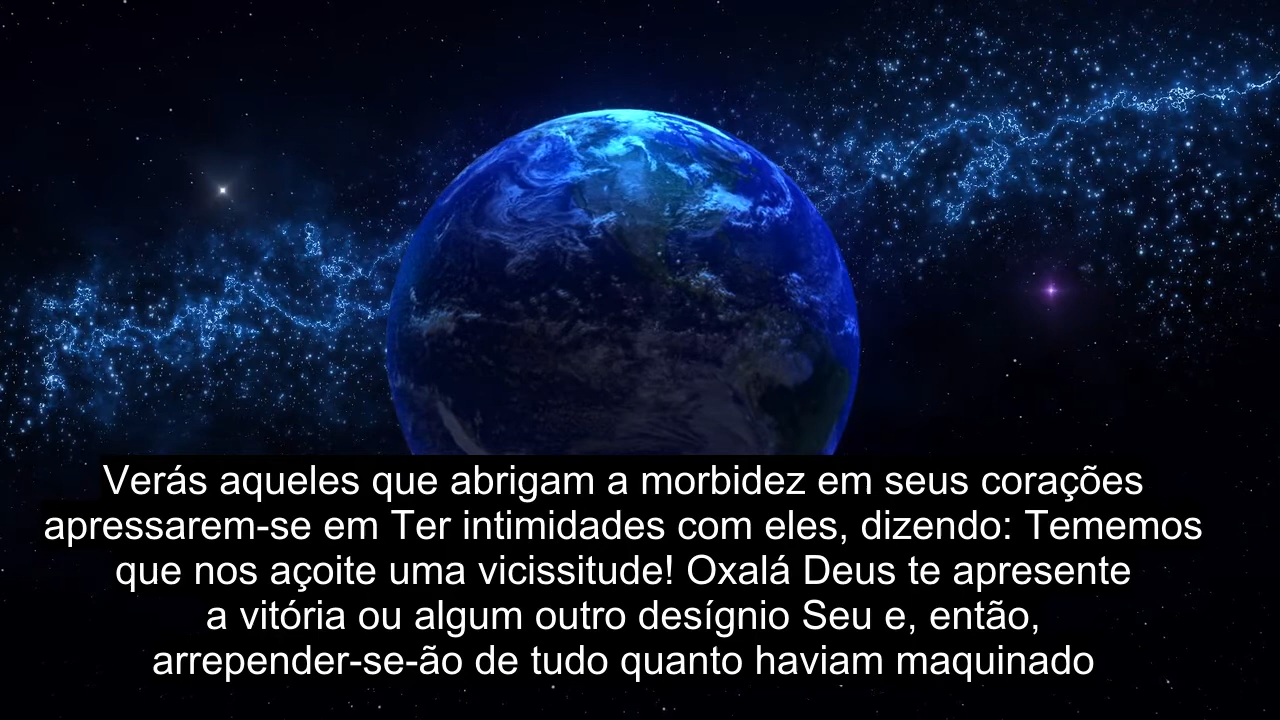 Verás aqueles que abrigam a morbidez em seus corações
apressarem-se em Ter intimidades com eles, dizendo: Tememos
que nos açoite uma vicissitude! Oxalá Deus te apresente
a vitória ou algum outro desígnio Seu e, então,
arrepender-se-ão de tudo quanto haviam maquinado